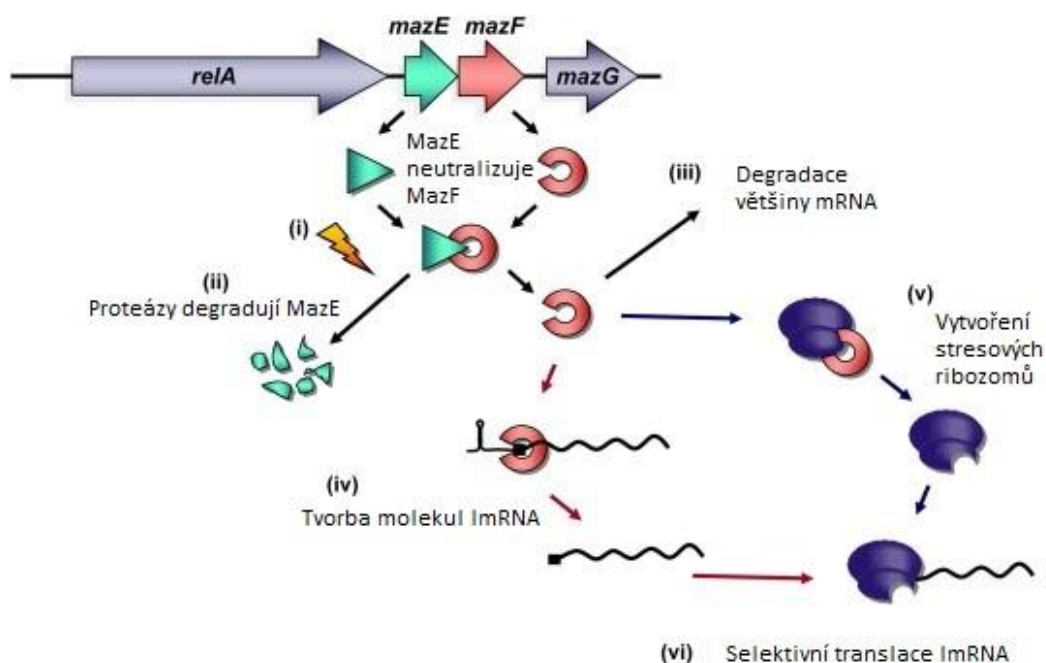 mazE mazF
relA
mazG
MazE
neutralizuje
MazF
(i)
(ii)
Proteázy degradují MazE
(iii) Degradace
většiny mRNA
(v)
Vytvoření
stresových
ribozomů
(iv)
Tvorba molekul lmRNA
(vi) Selektivní translace lmRNA